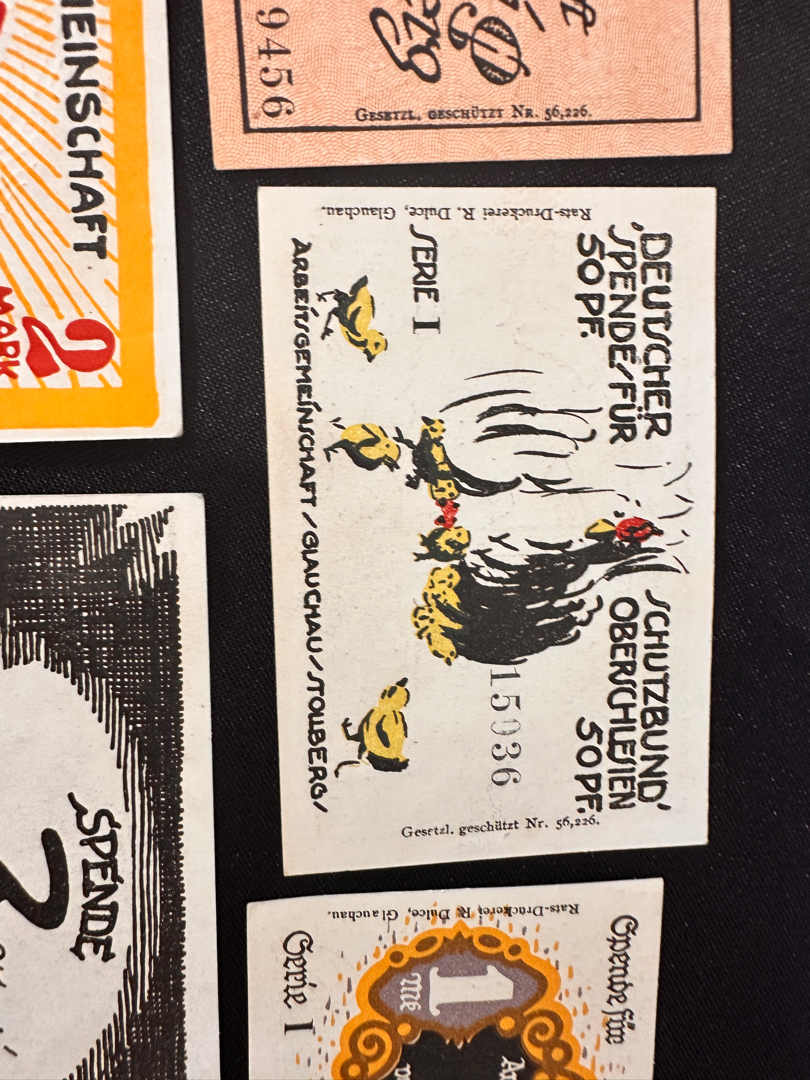 MEINSCHAFT
2
MARK
9456
GESETZL. GESCHÜTZT NR. 56,226.
Rats-Druckerei R. Dulce, Glauchau.
"DEUTSCHER SCHUTZBUND"
SPENDE/FÜR OBERSCHLESIEN
50 PF. 50 PF.
SERIE I
15036
ARBEITSGEMEINSCHAFT / GLAUCHAU / STOLLBERG /
Gesetzl. geschützt Nr. 56,226.
SPENDE
Rats-Druckerei R. Dulce, Glauchau.
Spende für
1
Mk
Serie I